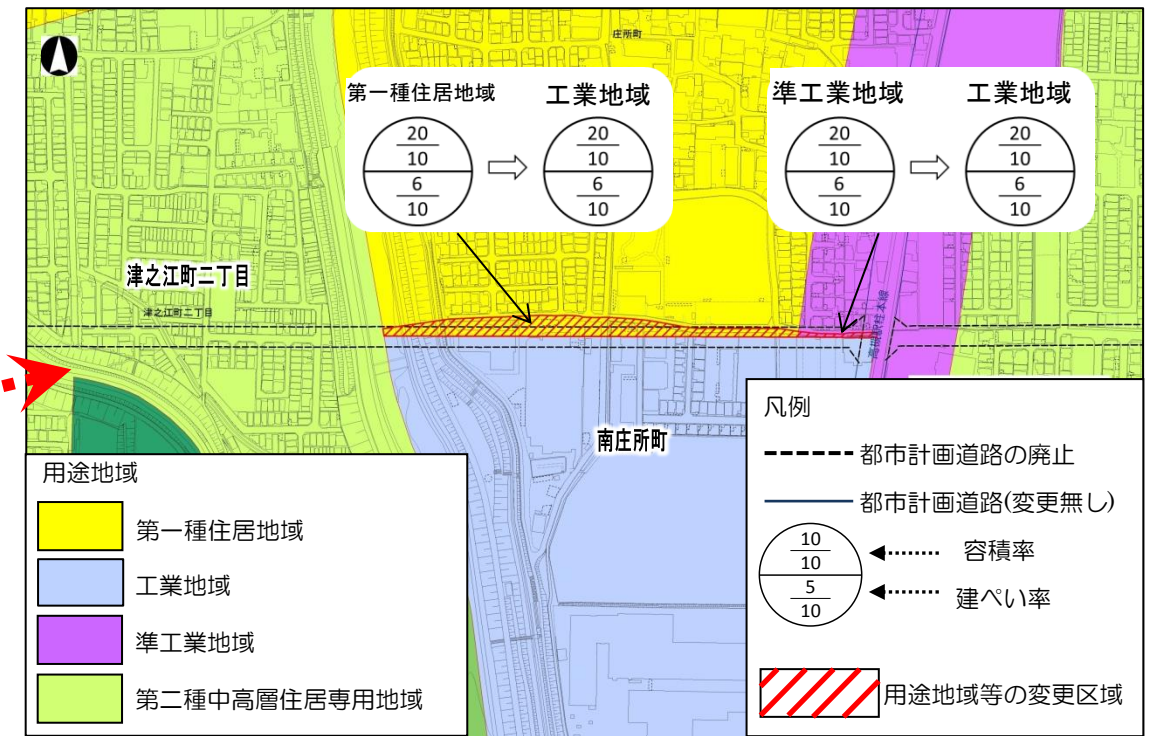 庄所町
第一種住居地域 工業地域
20
10
6
10
20
10
6
10
準工業地域 工業地域
20
10
6
10
20
10
6
10
津之江町二丁目
津之江町二丁目
高槻駅柱本線
南庄所町
用途地域
第一種住居地域
工業地域
準工業地域
第二種中高層住居専用地域
凡例
都市計画道路の廃止
都市計画道路(変更無し)
10
10
容積率
5
10
建ぺい率
用途地域等の変更区域